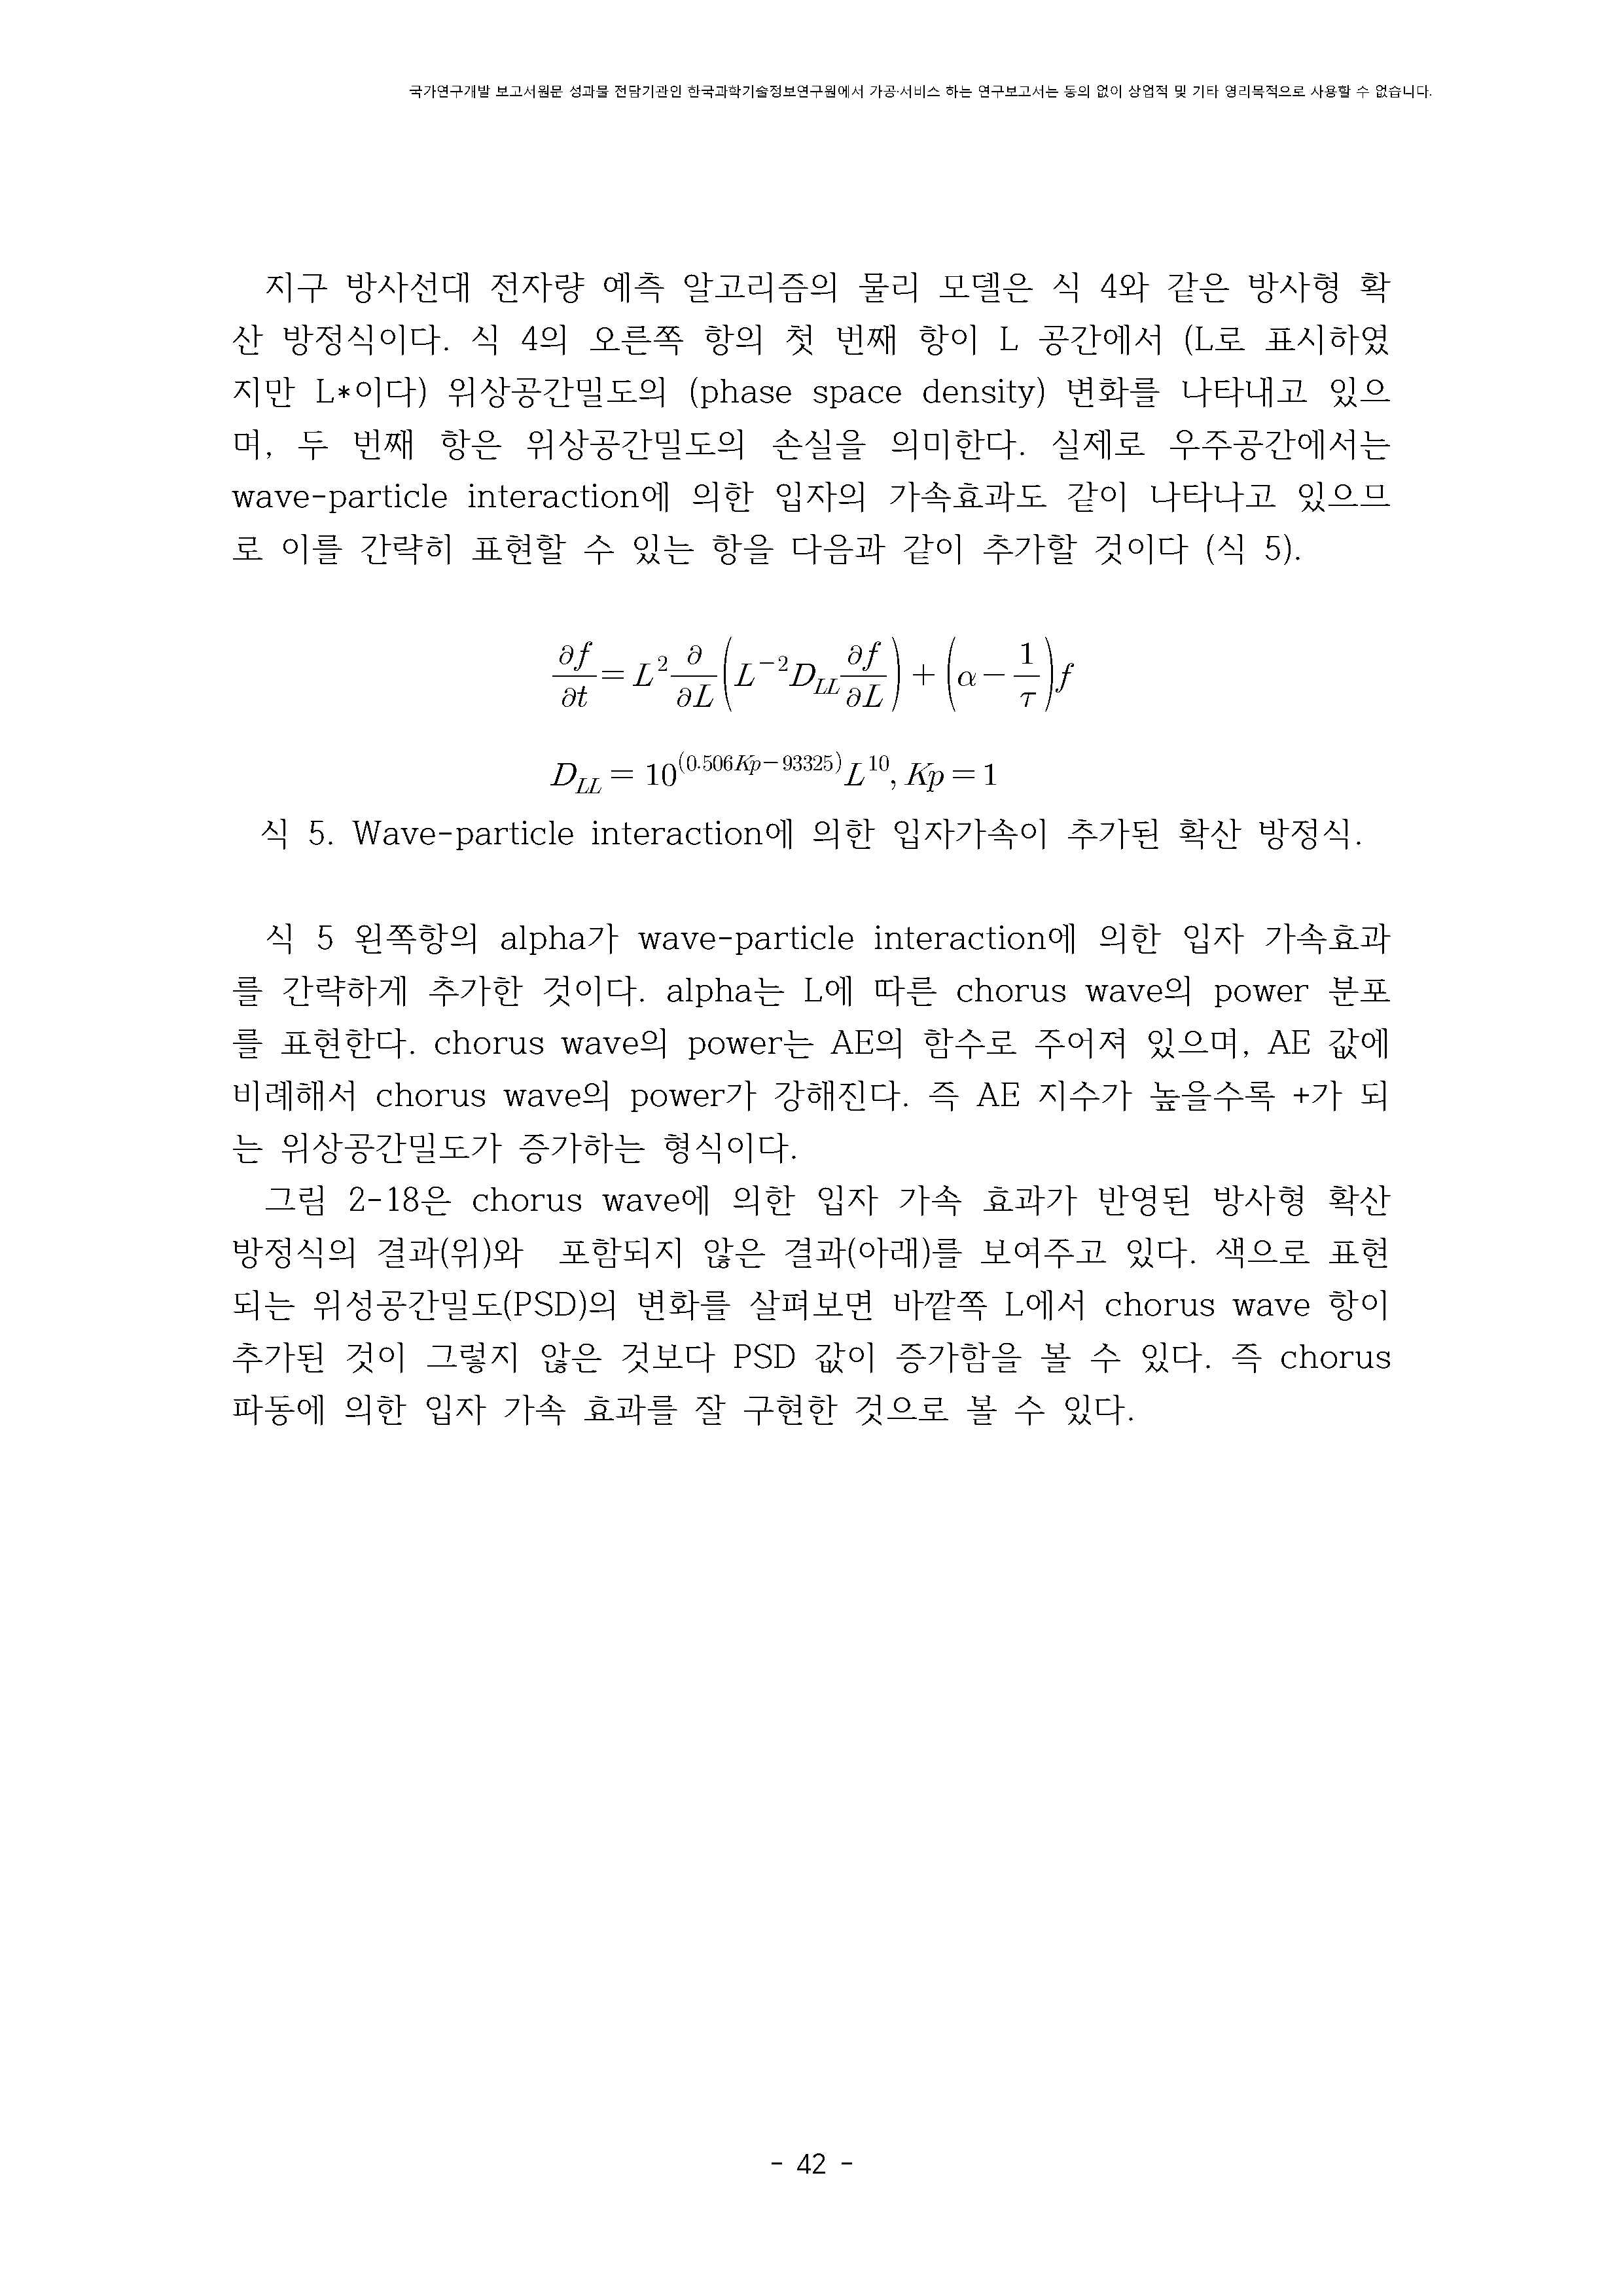 국가연구개발 보고서원문 성과물 전담기관인 한국과학기술정보연구원에서 가공·서비스 하는 연구보고서는 동의 없이 상업적 및 기타 영리목적으로 사용할 수 없습니다.
지구 방사선대 전자량 예측 알고리즘의 물리 모델은 식 4와 같은 방사형 확
산 방정식이다. 식 4의 오른쪽 항의 첫 번째 항이 L 공간에서 (L로 표시하였
지만 L*이다) 위상공간밀도의 (phase space density) 변화를 나타내고 있으
며, 두 번째 항은 위상공간밀도의 손실을 의미한다. 실제로 우주공간에서는
wave-particle interaction에 의한 입자의 가속효과도 같이 나타나고 있으므
로 이를 간략히 표현할 수 있는 항을 다음과 같이 추가할 것이다 (식 5).
∂f/∂t = L^2 ∂/∂L (L^{-2} D_{LL} ∂f/∂L) + (α − 1/τ) f
D_{LL} = 10^{(0.506Kp−93325)} L^{10}, Kp = 1
식 5. Wave-particle interaction에 의한 입자가속이 추가된 확산 방정식.
식 5 왼쪽항의 alpha가 wave-particle interaction에 의한 입자 가속효과
를 간략하게 추가한 것이다. alpha는 L에 따른 chorus wave의 power 분포
를 표현한다. chorus wave의 power는 AE의 함수로 주어져 있으며, AE 값에
비례해서 chorus wave의 power가 강해진다. 즉 AE 지수가 높을수록 +가 되
는 위상공간밀도가 증가하는 형식이다.
그림 2-18은 chorus wave에 의한 입자 가속 효과가 반영된 방사형 확산
방정식의 결과(위)와 포함되지 않은 결과(아래)를 보여주고 있다. 색으로 표현
되는 위성공간밀도(PSD)의 변화를 살펴보면 바깥쪽 L에서 chorus wave 항이
추가된 것이 그렇지 않은 것보다 PSD 값이 증가함을 볼 수 있다. 즉 chorus
파동에 의한 입자 가속 효과를 잘 구현한 것으로 볼 수 있다.
- 42 -